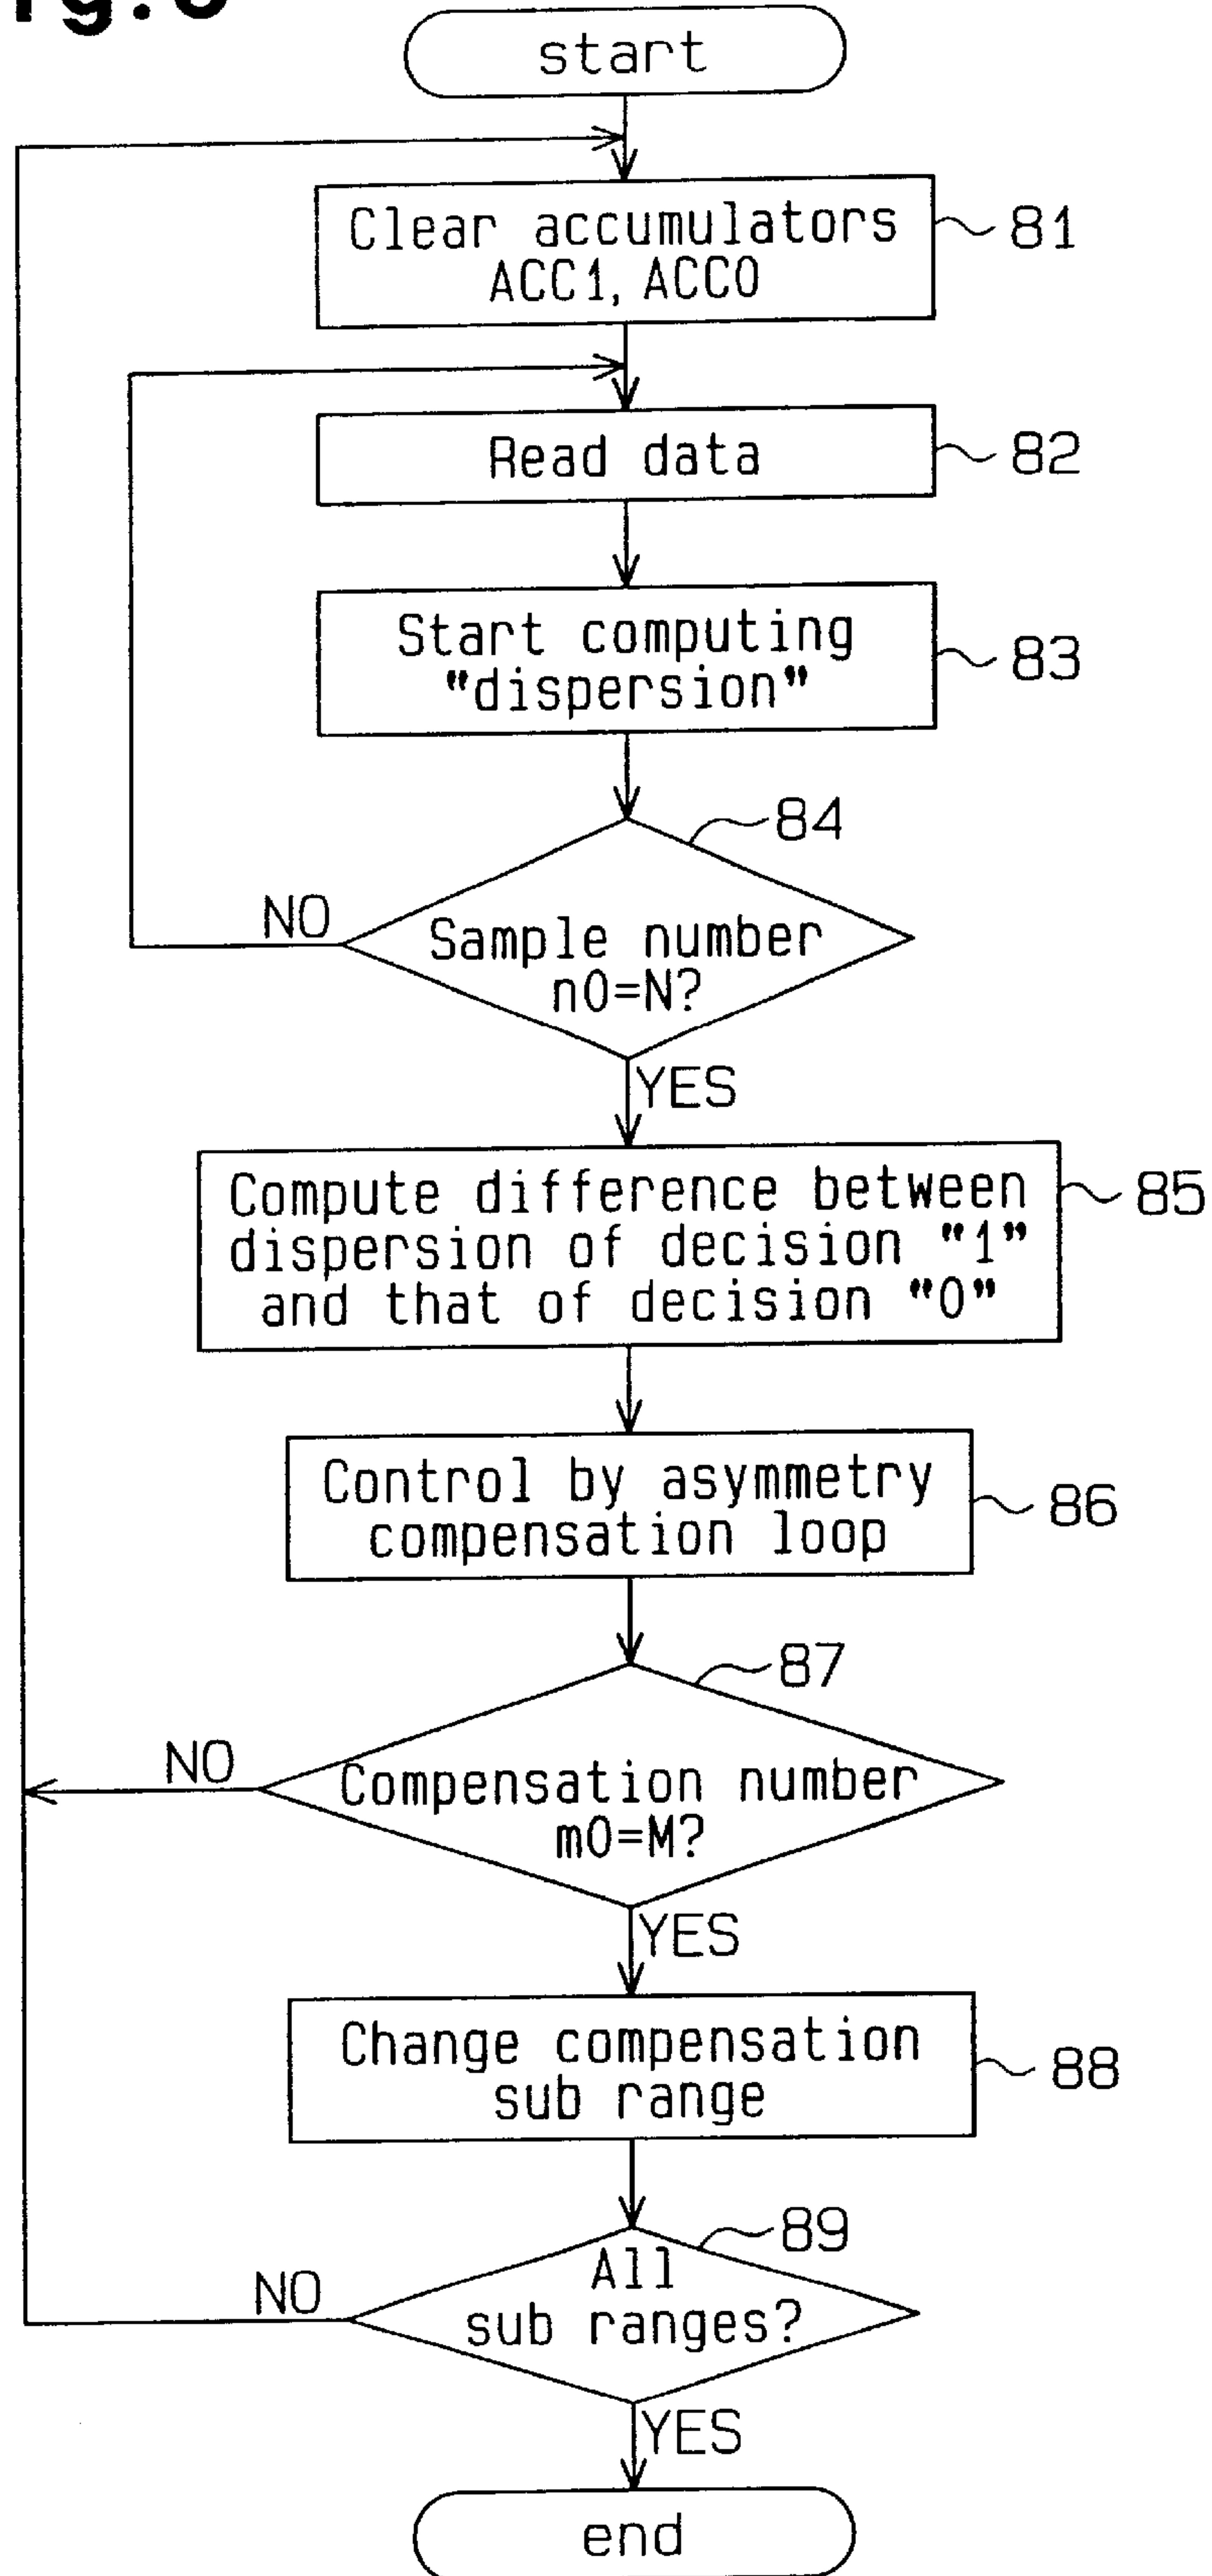 start
Clear accumulators
ACC1, ACC0
81
Read data
82
Start computing
"dispersion"
83
84
NO
Sample number
n0=N?
YES
Compute difference between
dispersion of decision "1"
and that of decision "0"
85
Control by asymmetry
compensation loop
86
87
NO
Compensation number
m0=M?
YES
Change compensation
sub range
88
89
NO
All
sub ranges?
YES
end